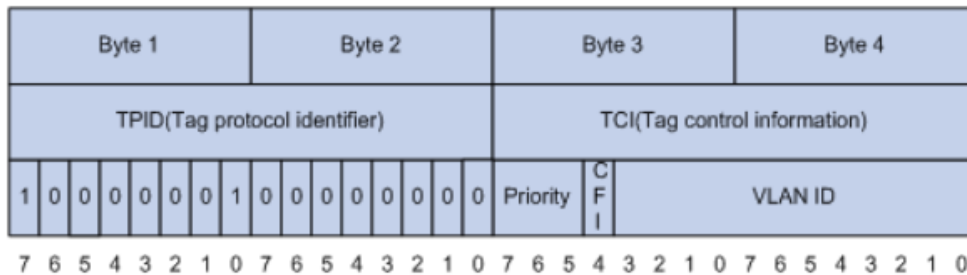 Byte 1 Byte 2 Byte 3 Byte 4
TPID(Tag protocol identifier) TCI(Tag control information)
1 0 0 0 0 0 0 1 0 0 0 0 0 0 0 0 Priority CFI VLAN ID
7 6 5 4 3 2 1 0 7 6 5 4 3 2 1 0 7 6 5 4 3 2 1 0 7 6 5 4 3 2 1 0